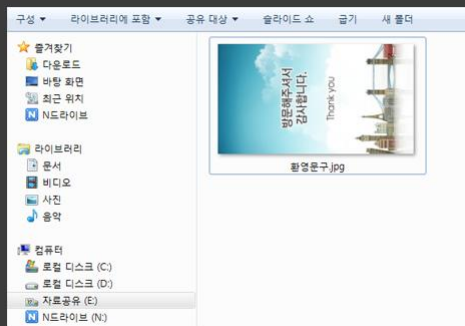 구성 ▼ 라이브러리에 포함 ▼ 공유 대상 ▼ 슬라이드 쇼 굽기 새 폴더
즐겨찾기
다운로드
바탕 화면
최근 위치
N드라이브
라이브러리
문서
비디오
사진
음악
컴퓨터
로컬 디스크 (C:)
로컬 디스크 (D:)
자료공유 (E:)
N드라이브 (N:)
방문해주셔서
감사합니다.
Thank you
환영문구.jpg